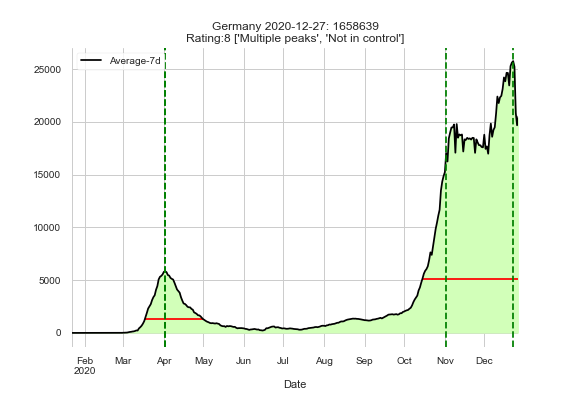 Germany 2020-12-27: 1658639
Rating:8 ['Multiple peaks', 'Not in control']
Average-7d
25000
20000
15000
10000
5000
0
Feb Mar Apr May Jun Jul Aug Sep Oct Nov Dec
2020
Date